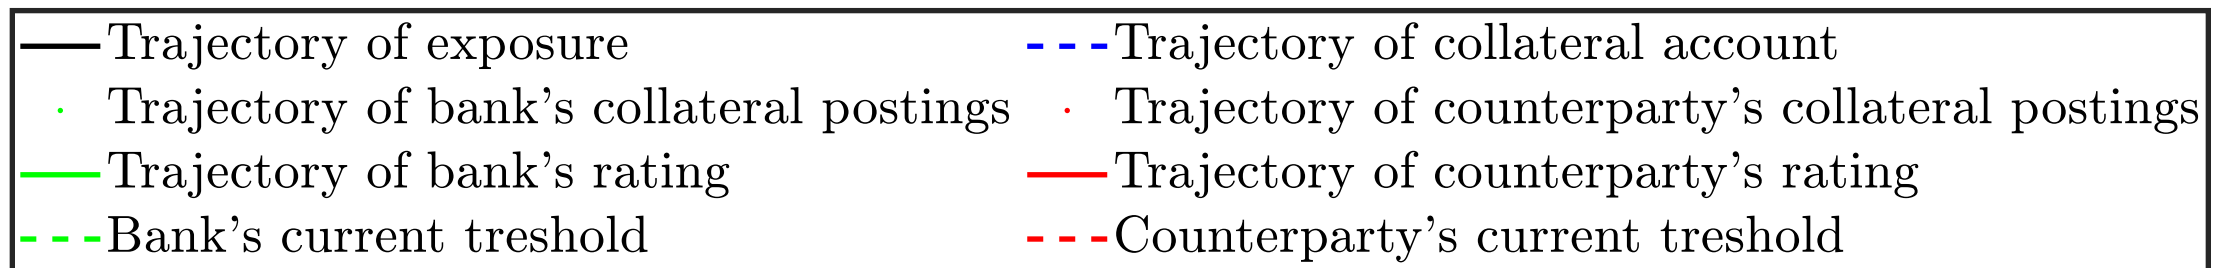 Trajectory of exposure
Trajectory of collateral account
Trajectory of bank's collateral postings
Trajectory of counterparty's collateral postings
Trajectory of bank's rating
Trajectory of counterparty's rating
Bank's current treshold
Counterparty's current treshold